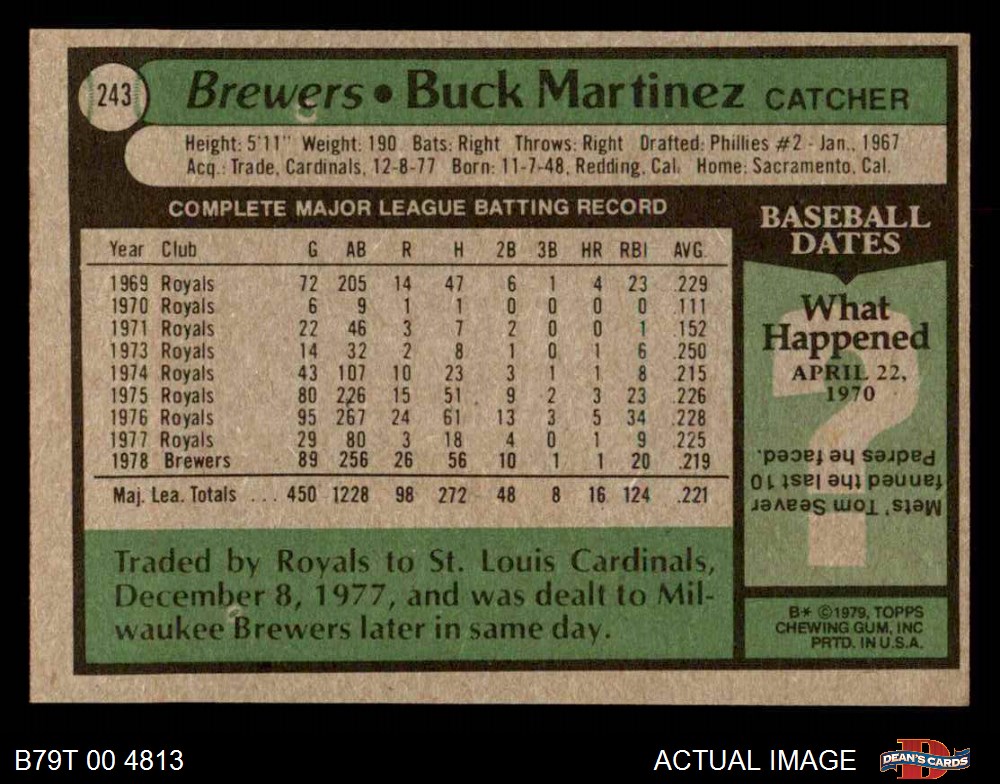 243
Brewers • Buck Martinez CATCHER
Height: 5'11" Weight: 190 Bats: Right Throws: Right Drafted: Phillies #2 - Jan., 1967
Acq.: Trade, Cardinals, 12-8-77 Born: 11-7-48, Redding, Cal. Home: Sacramento, Cal.
COMPLETE MAJOR LEAGUE BATTING RECORD
Year Club G AB R H 2B 3B HR RBI AVG.
1969 Royals 72 205 14 47 6 1 4 23 .229
1970 Royals 6 9 1 1 0 0 0 0 .111
1971 Royals 22 46 3 7 2 0 0 1 .152
1973 Royals 14 32 2 8 1 0 1 6 .250
1974 Royals 43 107 10 23 3 1 1 8 .215
1975 Royals 80 226 15 51 9 2 3 23 .226
1976 Royals 95 267 24 61 13 3 5 34 .228
1977 Royals 29 80 3 18 4 0 1 9 .225
1978 Brewers 89 256 26 56 10 1 1 20 .219
Maj. Lea. Totals ... 450 1228 98 272 48 8 16 124 .221
Traded by Royals to St. Louis Cardinals,
December 8, 1977, and was dealt to Mil-
waukee Brewers later in same day.
BASEBALL
DATES
What
Happened
APRIL 22,
1970
?
Mets' Tom Seaver
fanned the last 10
Padres he faced.
B* ©1979, TOPPS
CHEWING GUM, INC
PRTD. IN U.S.A.
B79T 00 4813
ACTUAL IMAGE
D
DEAN'S CARDS